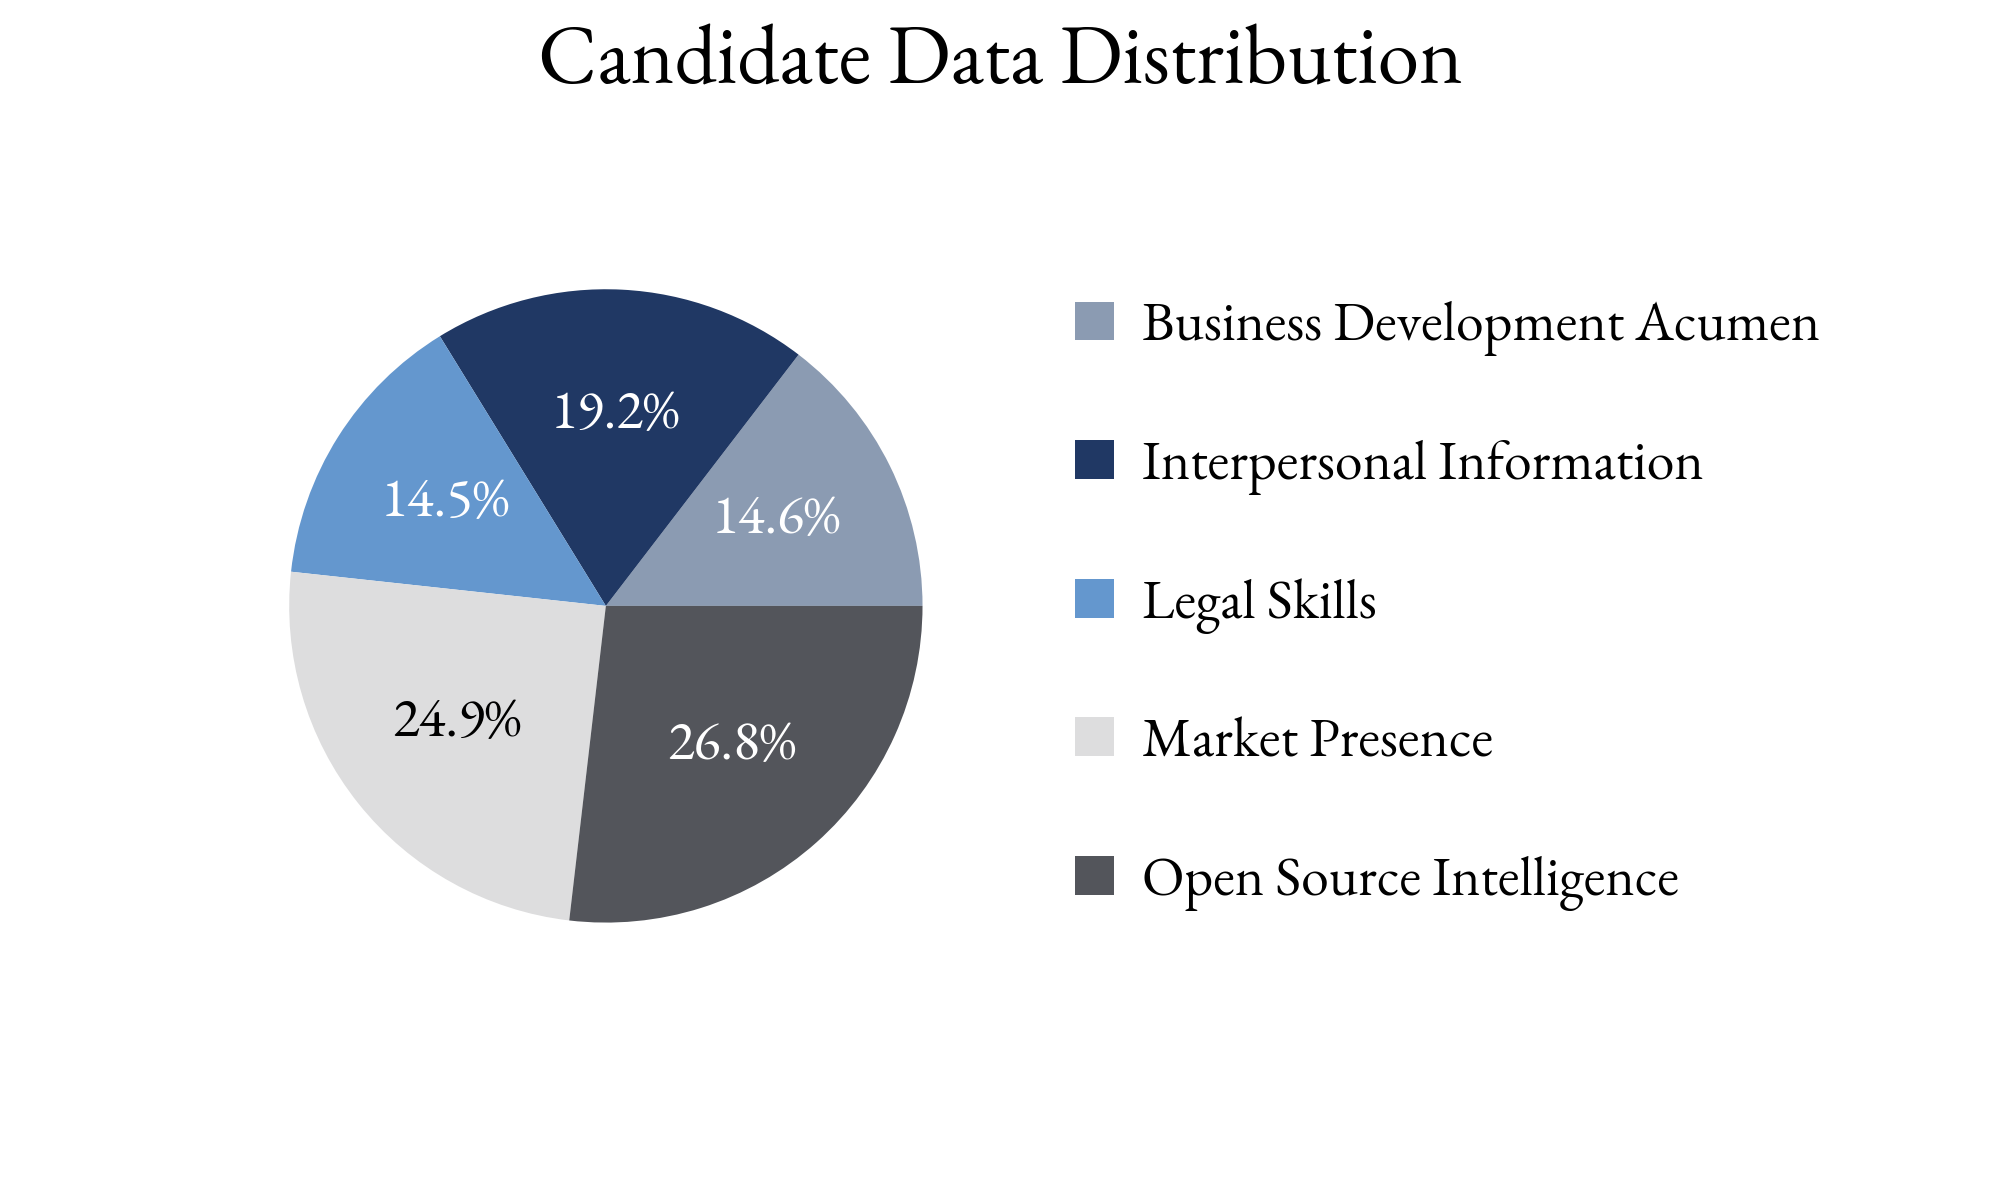 Candidate Data Distribution
19.2%
14.5%
14.6%
24.9%
26.8%
Business Development Acumen
Interpersonal Information
Legal Skills
Market Presence
Open Source Intelligence